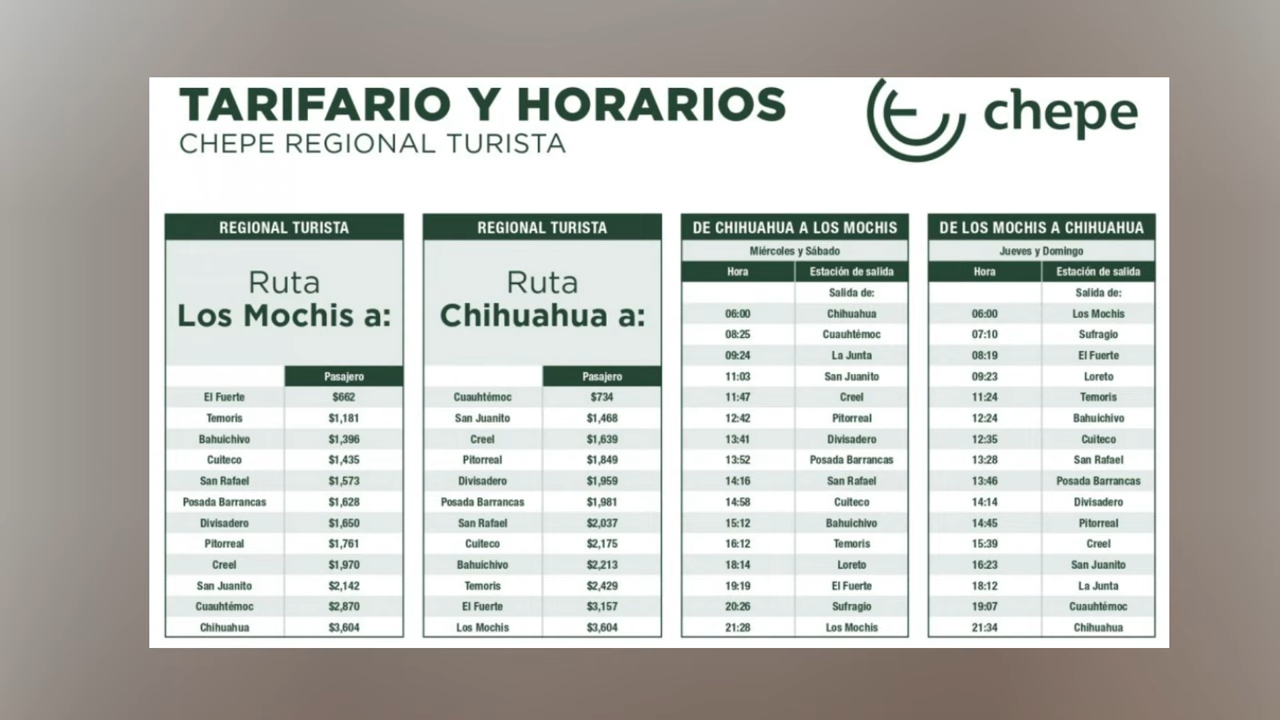 TARIFARIO Y HORARIOS
CHEPE REGIONAL TURISTA
chepe
REGIONAL TURISTA
Ruta
Los Mochis a:
Pasajero
El Fuerte $662
Temoris $1,181
Bahuichivo $1,396
Cuiteco $1,435
San Rafael $1,573
Posada Barrancas $1,628
Divisadero $1,650
Pitorreal $1,761
Creel $1,970
San Juanito $2,142
Cuauhtémoc $2,870
Chihuahua $3,604
REGIONAL TURISTA
Ruta
Chihuahua a:
Pasajero
Cuauhtémoc $734
San Juanito $1,468
Creel $1,639
Pitorreal $1,849
Divisadero $1,959
Posada Barrancas $1,981
San Rafael $2,037
Cuiteco $2,175
Bahuichivo $2,213
Temoris $2,429
El Fuerte $3,157
Los Mochis $3,604
DE CHIHUAHUA A LOS MOCHIS
Miércoles y Sábado
Hora Estación de salida
Salida de:
06:00 Chihuahua
08:25 Cuauhtémoc
09:24 La Junta
11:03 San Juanito
11:47 Creel
12:42 Pitorreal
13:41 Divisadero
13:52 Posada Barrancas
14:16 San Rafael
14:58 Cuiteco
15:12 Bahuichivo
16:12 Temoris
18:14 Loreto
19:19 El Fuerte
20:26 Sufragio
21:28 Los Mochis
DE LOS MOCHIS A CHIHUAHUA
Jueves y Domingo
Hora Estación de salida
Salida de:
06:00 Los Mochis
07:10 Sufragio
08:19 El Fuerte
09:23 Loreto
11:24 Temoris
12:24 Bahuichivo
12:35 Cuiteco
13:28 San Rafael
13:46 Posada Barrancas
14:14 Divisadero
14:45 Pitorreal
15:39 Creel
16:23 San Juanito
18:12 La Junta
19:07 Cuauhtémoc
21:34 Chihuahua